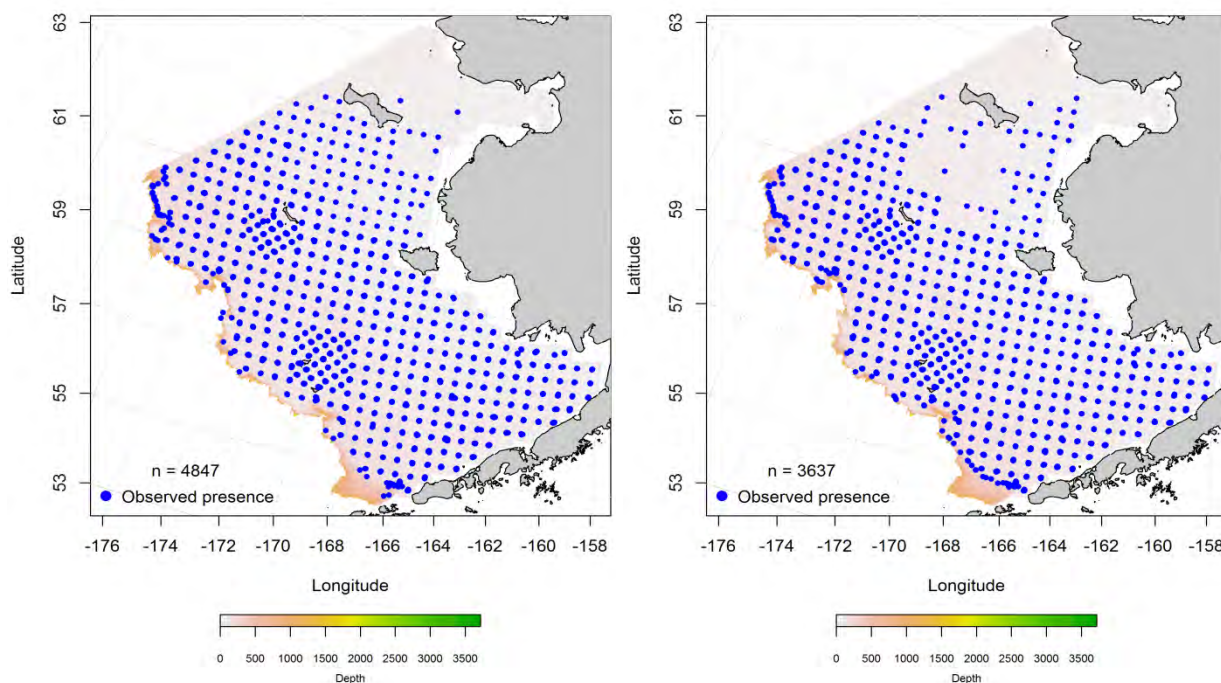 63
61
59
57
55
53
Latitude
n = 4847
Observed presence
-176 -174 -172 -170 -168 -166 -164 -162 -160 -158
Longitude
0 500 1000 1500 2000 2500 3000 3500
Depth
63
61
59
57
55
53
Latitude
n = 3637
Observed presence
-176 -174 -172 -170 -168 -166 -164 -162 -160 -158
Longitude
0 500 1000 1500 2000 2500 3000 3500
Depth